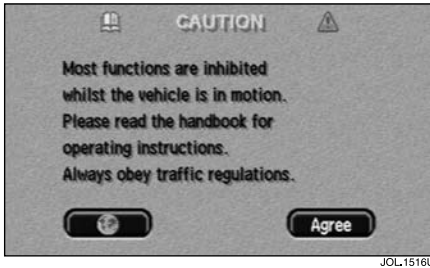 CAUTION
Most functions are inhibited
whilst the vehicle is in motion.
Please read the handbook for
operating instructions.
Always obey traffic regulations.
Agree
JOL.1516U